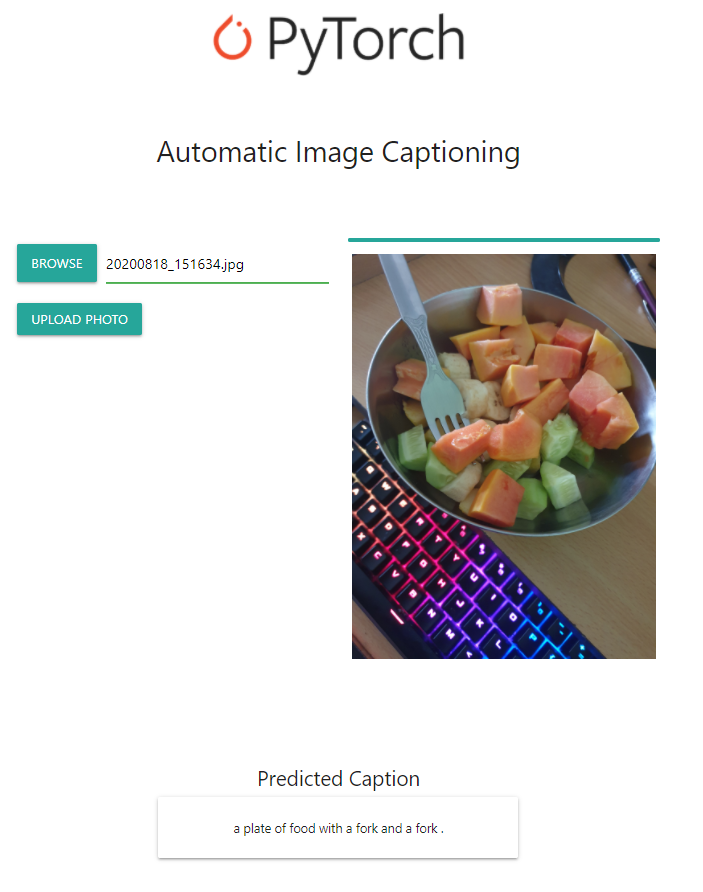 PyTorch
Automatic Image Captioning
BROWSE
20200818_151634.jpg
UPLOAD PHOTO
Predicted Caption
a plate of food with a fork and a fork .